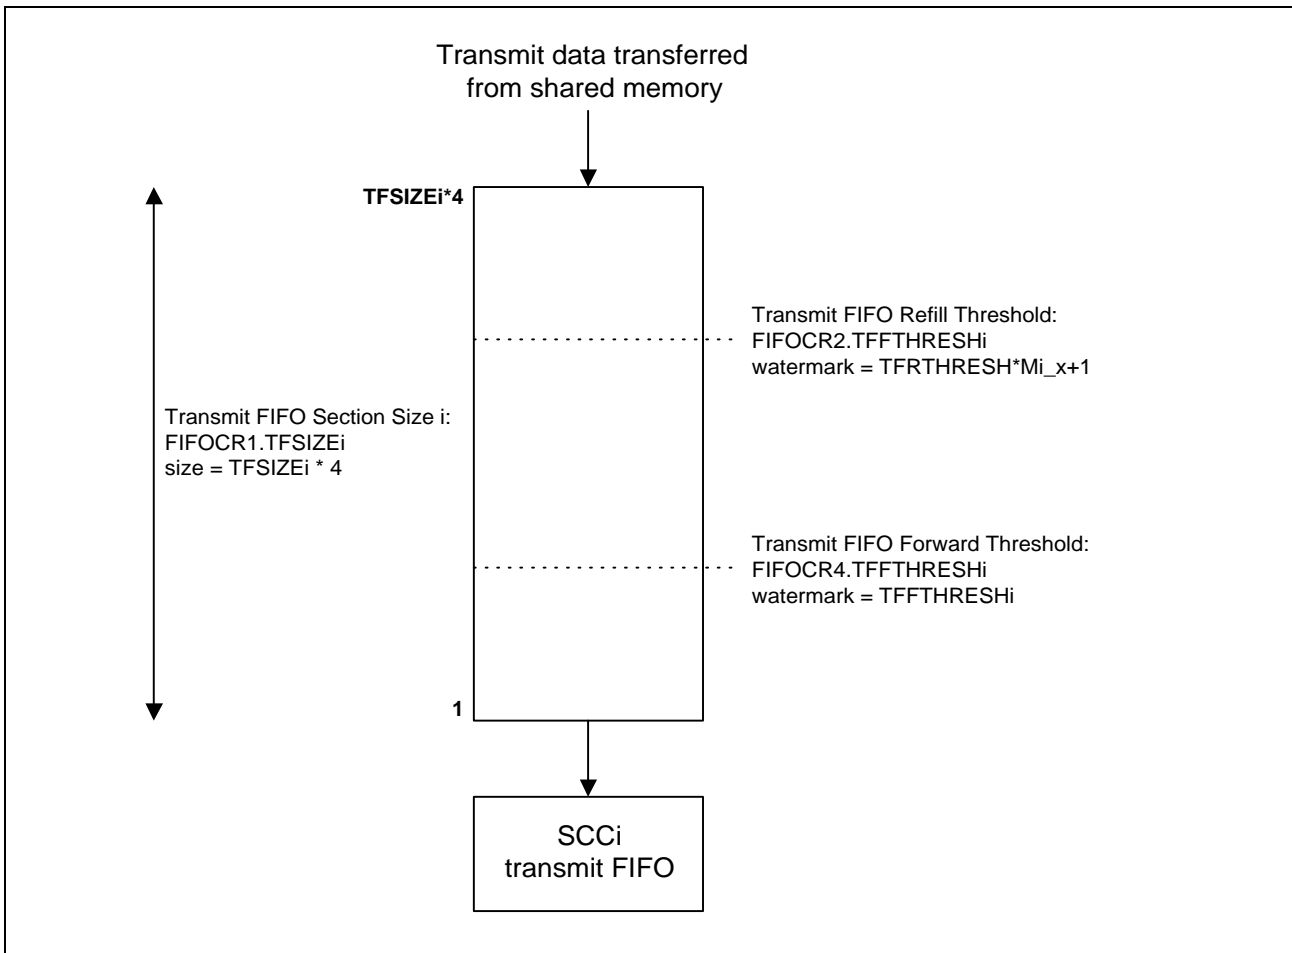 Transmit data transferred
from shared memory
TFSIZEi*4
Transmit FIFO Refill Threshold:
FIFOCR2.TFFTHRESHi
watermark = TFRTHRESH*Mi_x+1
Transmit FIFO Section Size i:
FIFOCR1.TFSIZEi
size = TFSIZEi * 4
Transmit FIFO Forward Threshold:
FIFOCR4.TFFTHRESHi
watermark = TFFTHRESHi
1
SCCi
transmit FIFO